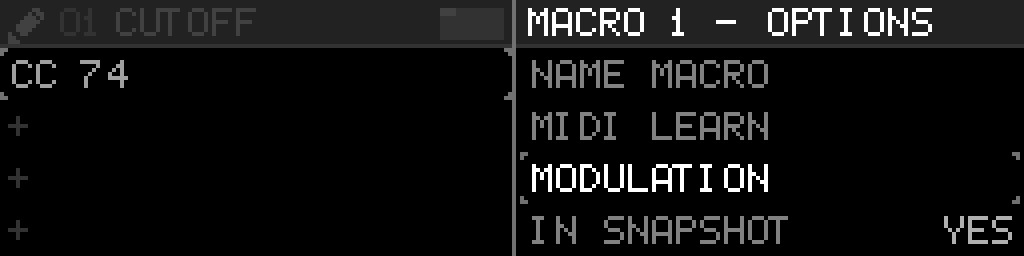 01 CUTOFF
CC 74
+
+
+
MACRO 1 - OPTIONS
NAME MACRO
MIDI LEARN
MODULATION
IN SNAPSHOT YES